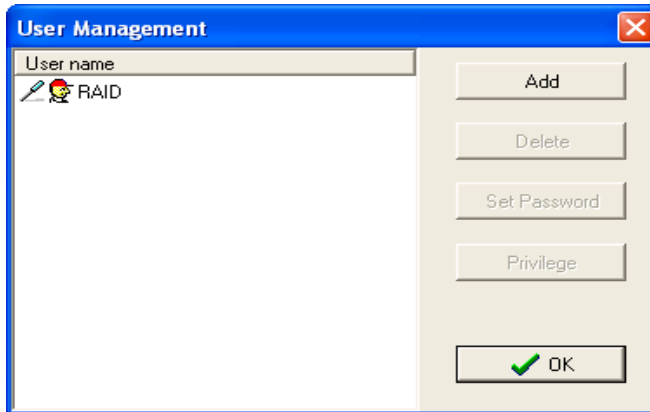 User Management
User name
RAID
Add
Delete
Set Password
Privilege
OK